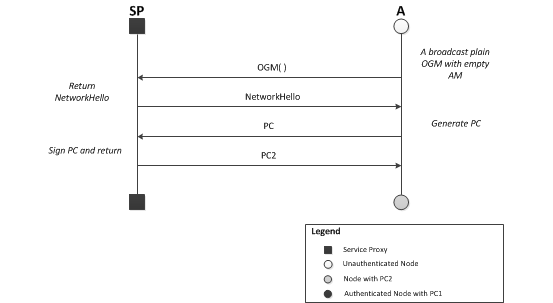 SP
A
A broadcast plain
OGM with empty
AM
OGM( )
Return
NetworkHello
NetworkHello
PC
Generate PC
Sign PC and return
PC2
Legend
Service Proxy
Unauthenticated Node
Node with PC2
Authenticated Node with PC1